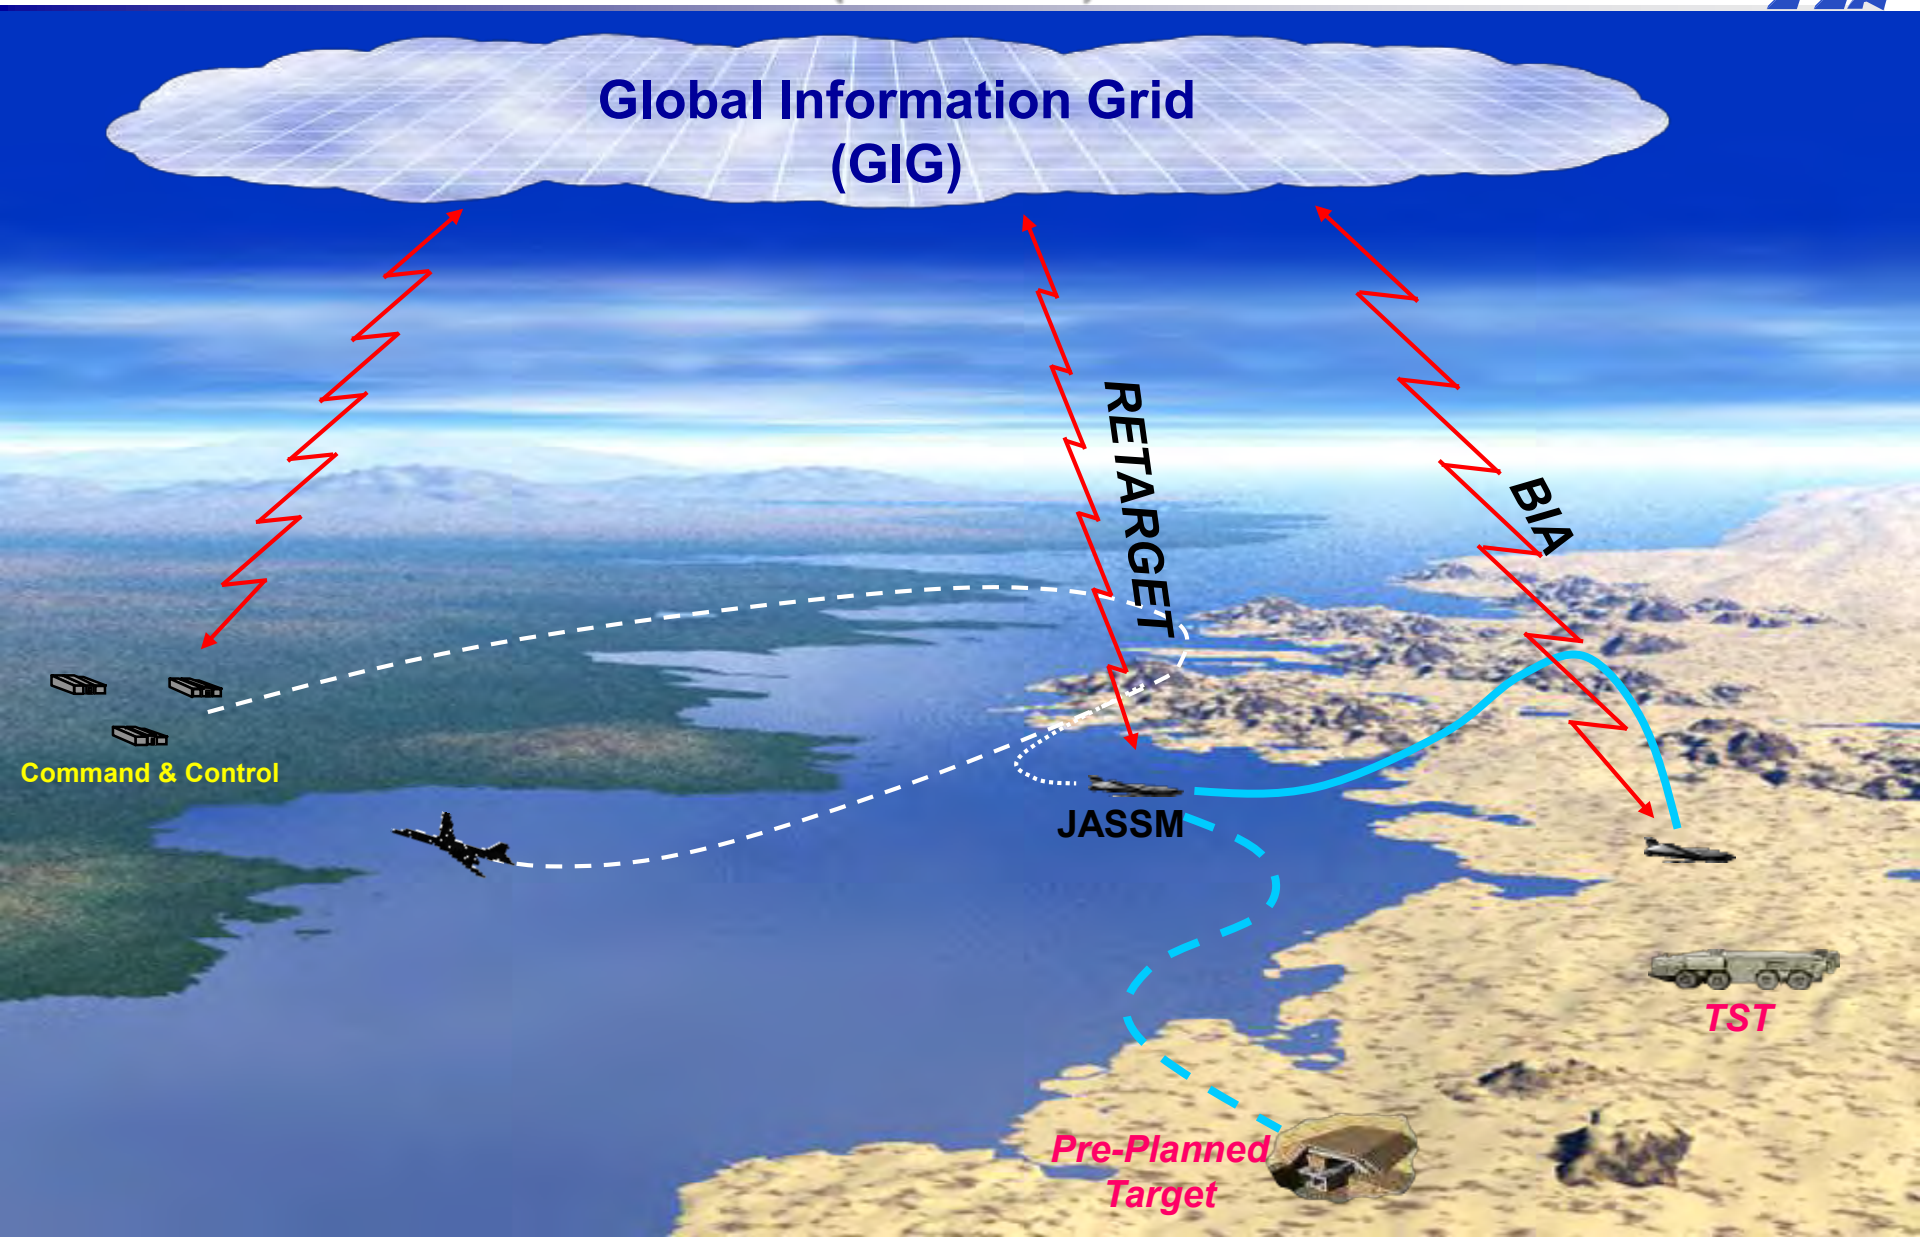 Global Information Grid
(GIG)
RETARGET
BIA
Command & Control
JASSM
TST
Pre-Planned
Target